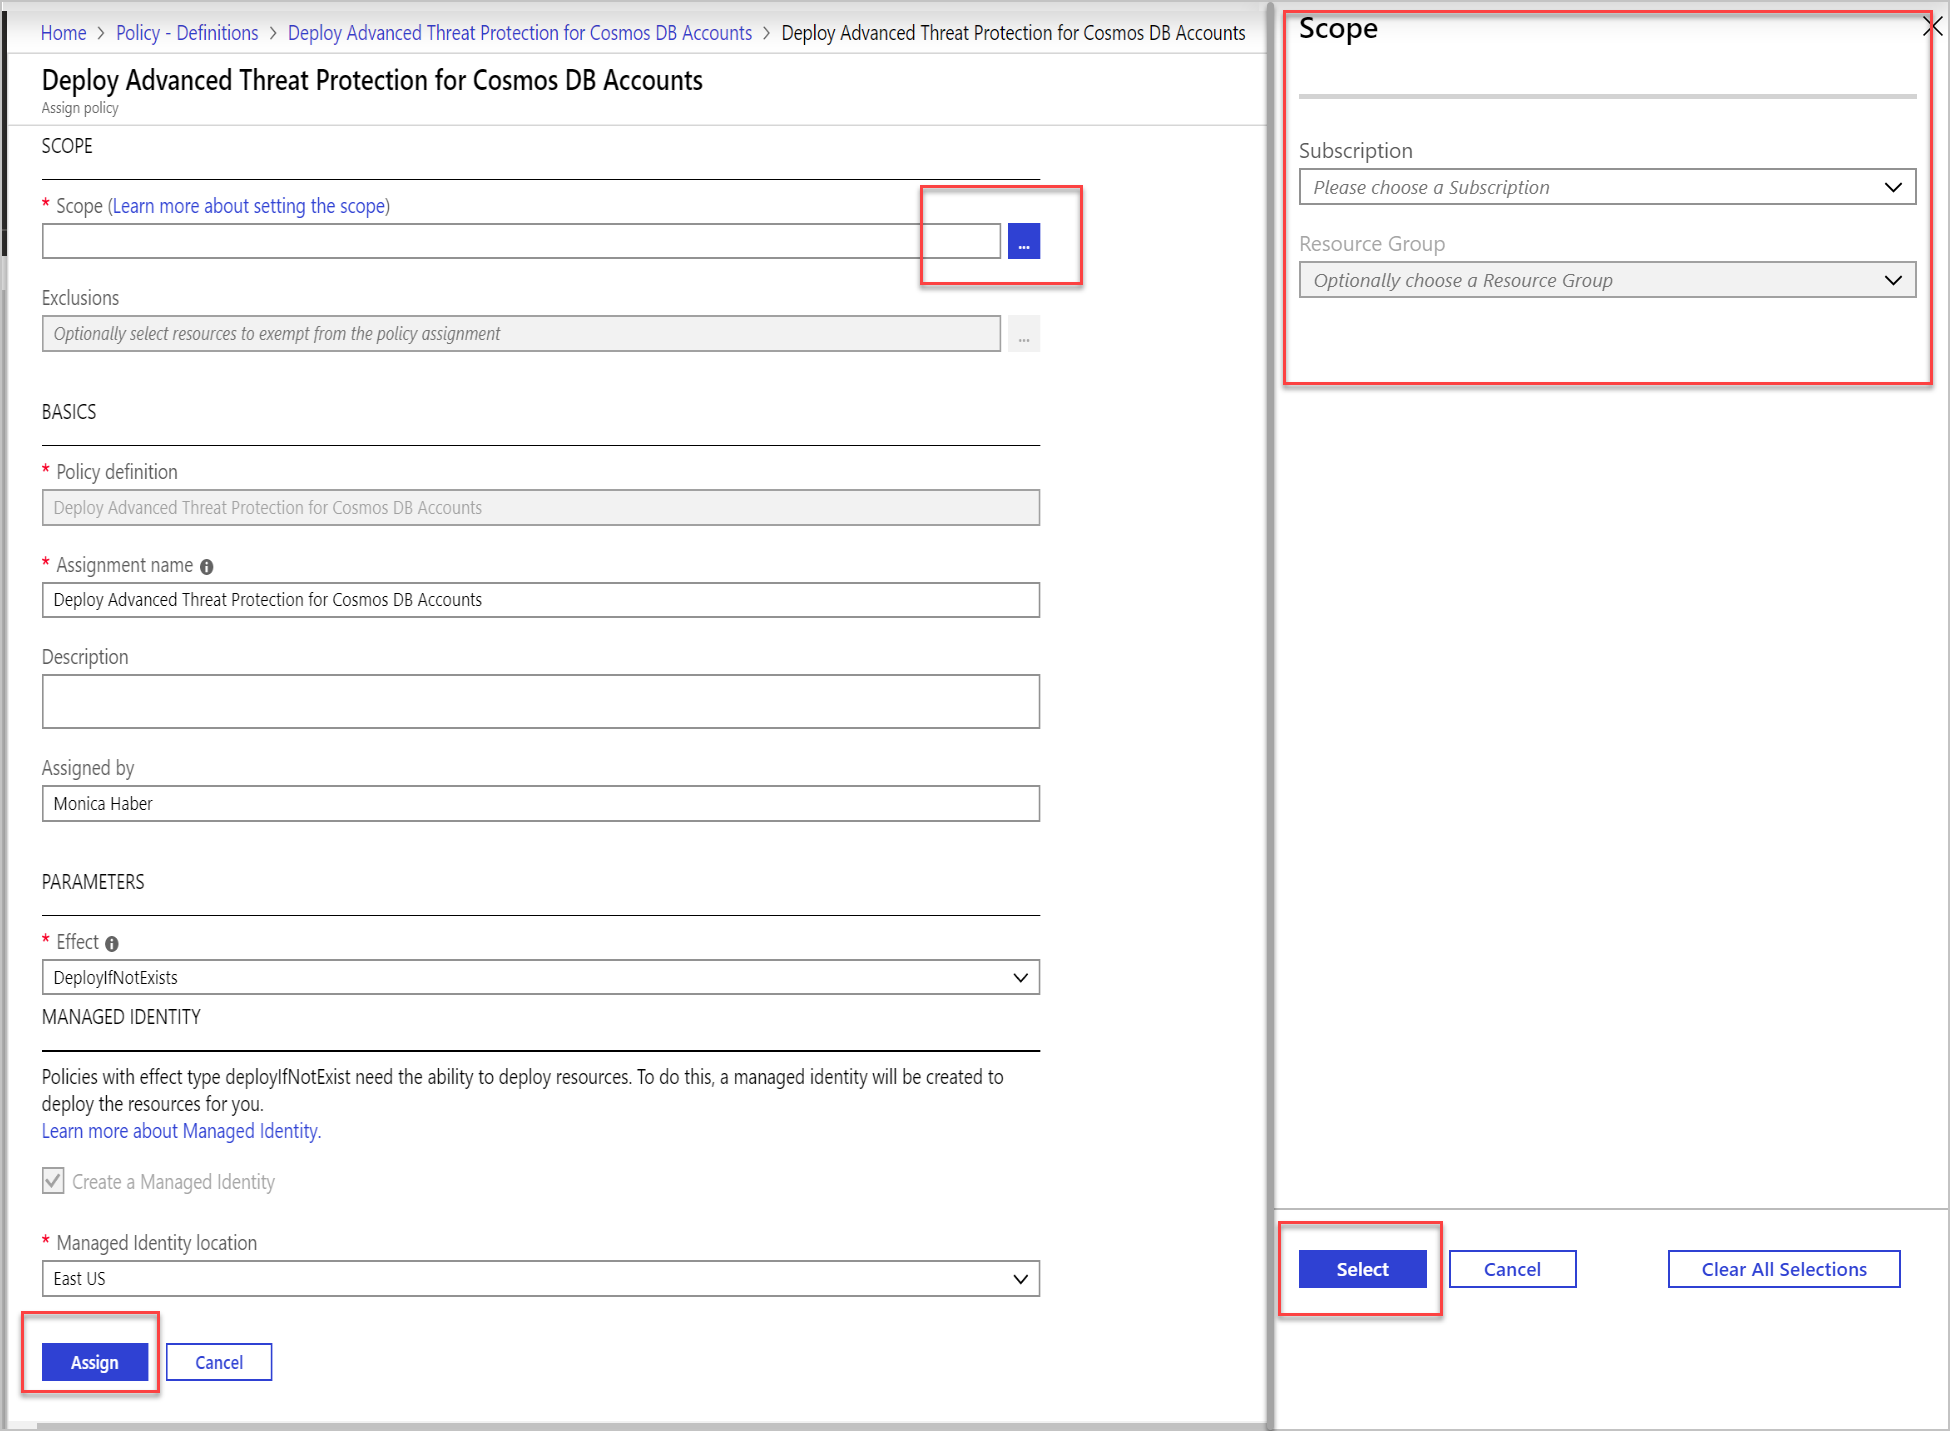 Home > Policy - Definitions > Deploy Advanced Threat Protection for Cosmos DB Accounts > Deploy Advanced Threat Protection for Cosmos DB Accounts
Deploy Advanced Threat Protection for Cosmos DB Accounts
Assign policy
SCOPE
* Scope (Learn more about setting the scope)
...
Exclusions
Optionally select resources to exempt from the policy assignment
...
BASICS
* Policy definition
Deploy Advanced Threat Protection for Cosmos DB Accounts
* Assignment name
Deploy Advanced Threat Protection for Cosmos DB Accounts
Description
Assigned by
Monica Haber
PARAMETERS
* Effect
DeployIfNotExists
MANAGED IDENTITY
Policies with effect type deployIfNotExist need the ability to deploy resources. To do this, a managed identity will be created to
deploy the resources for you.
Learn more about Managed Identity.
Create a Managed Identity
* Managed Identity location
East US
Assign
Cancel
Scope
Subscription
Please choose a Subscription
Resource Group
Optionally choose a Resource Group
Select
Cancel
Clear All Selections